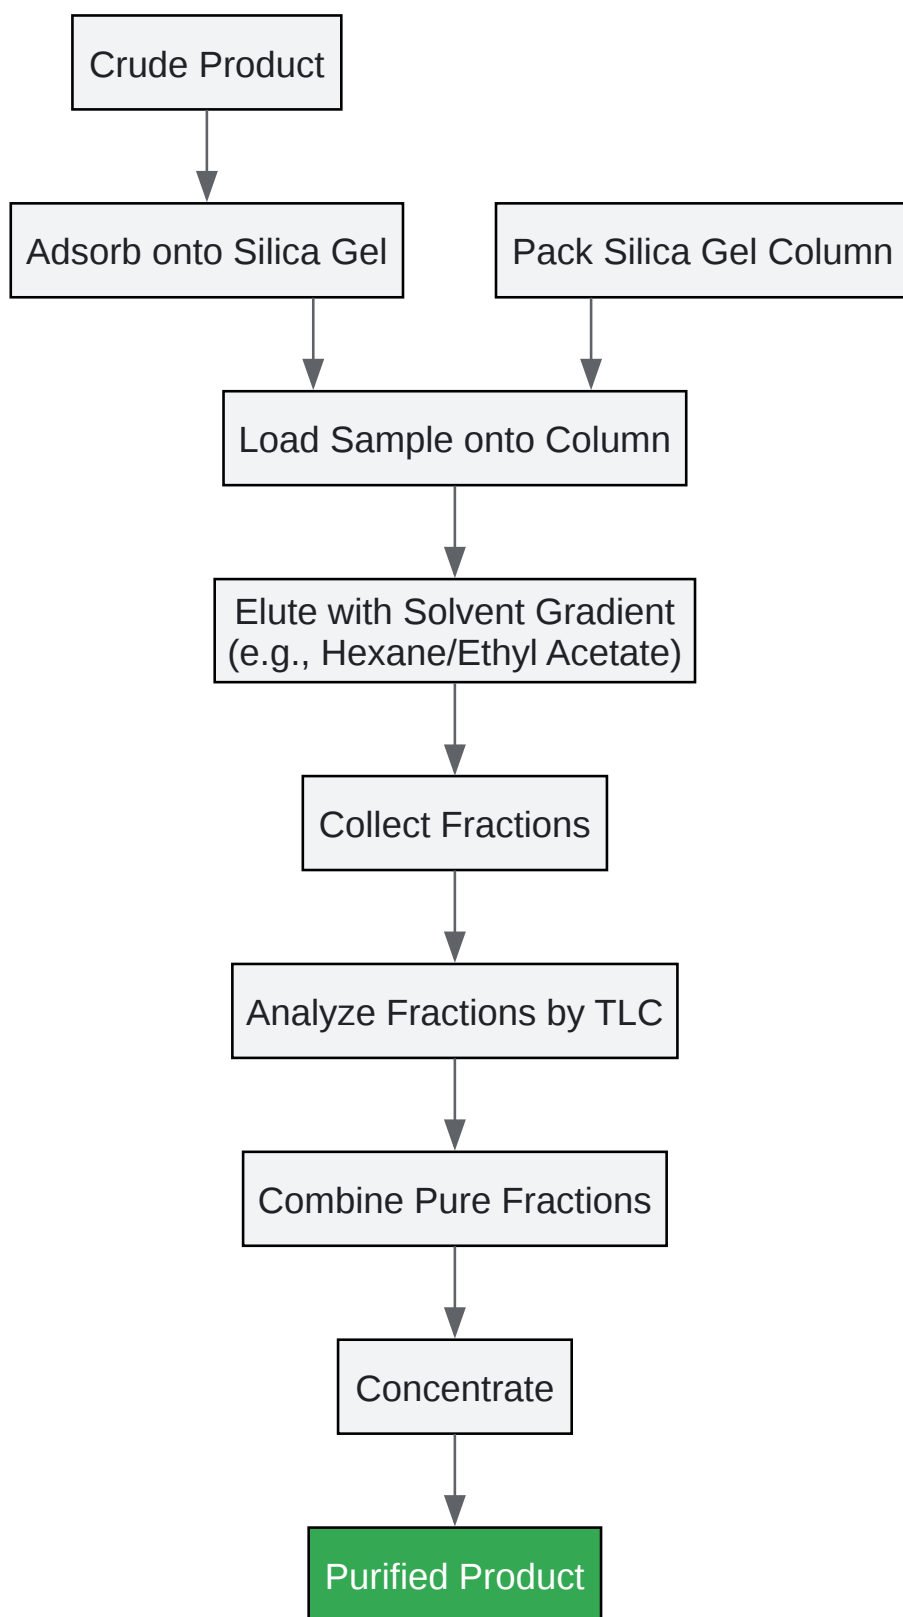 Crude Product
Adsorb onto Silica Gel
Pack Silica Gel Column
Load Sample onto Column
Elute with Solvent Gradient
(e.g., Hexane/Ethyl Acetate)
Collect Fractions
Analyze Fractions by TLC
Combine Pure Fractions
Concentrate
Purified Product